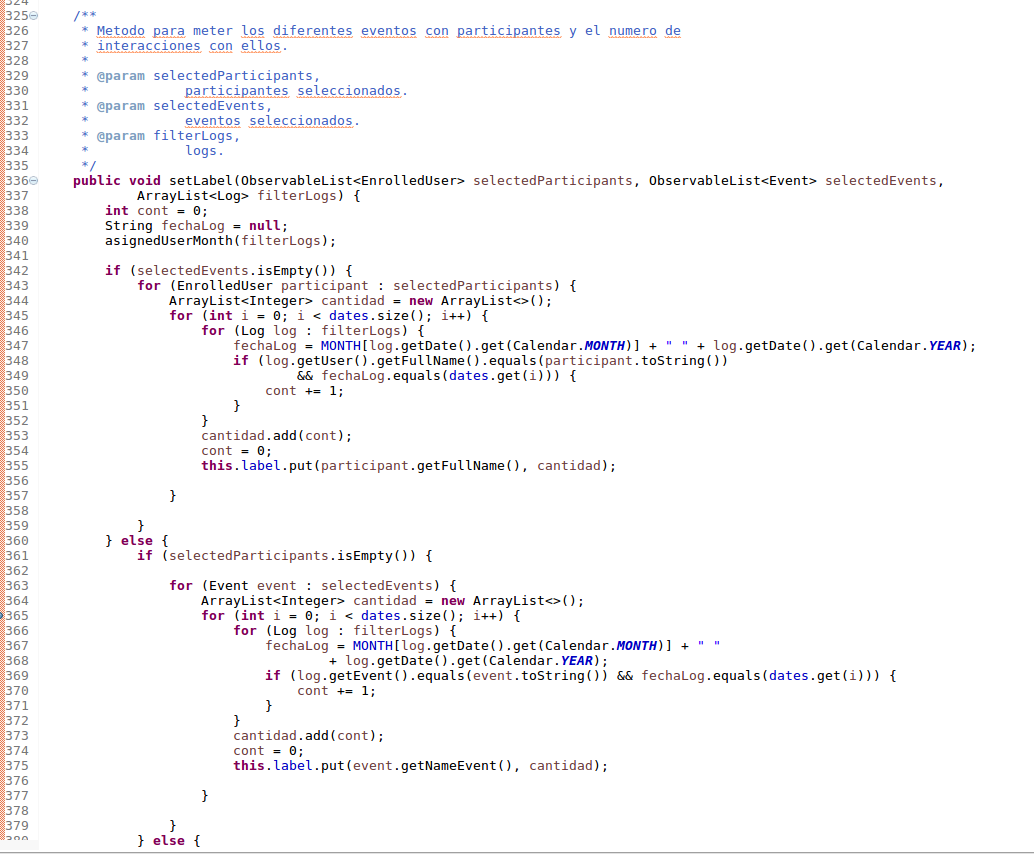 324
325 /**
326 * Metodo para meter los diferentes eventos con participantes y el numero de
327 * interacciones con ellos.
328 *
329 * @param selectedParticipants,
330 * participantes seleccionados.
331 * @param selectedEvents,
332 * eventos seleccionados.
333 * @param filterLogs,
334 * logs.
335 */
336 public void setLabel(ObservableList<EnrolledUser> selectedParticipants, ObservableList<Event> selectedEvents,
337 ArrayList<Log> filterLogs) {
338 int cont = 0;
339 String fechaLog = null;
340 asignedUserMonth(filterLogs);
341
342 if (selectedEvents.isEmpty()) {
343 for (EnrolledUser participant : selectedParticipants) {
344 ArrayList<Integer> cantidad = new ArrayList<>();
345 for (int i = 0; i < dates.size(); i++) {
346 for (Log log : filterLogs) {
347 fechaLog = MONTH[log.getDate().get(Calendar.MONTH)] + " " + log.getDate().get(Calendar.YEAR);
348 if (log.getUser().getFullName().equals(participant.toString())
349 && fechaLog.equals(dates.get(i))) {
350 cont += 1;
351 }
352 }
353 cantidad.add(cont);
354 cont = 0;
355 this.label.put(participant.getFullName(), cantidad);
356
357 }
358
359 }
360 } else {
361 if (selectedParticipants.isEmpty()) {
362
363 for (Event event : selectedEvents) {
364 ArrayList<Integer> cantidad = new ArrayList<>();
365 for (int i = 0; i < dates.size(); i++) {
366 for (Log log : filterLogs) {
367 fechaLog = MONTH[log.getDate().get(Calendar.MONTH)] + " "
368 + log.getDate().get(Calendar.YEAR);
369 if (log.getEvent().equals(event.toString()) && fechaLog.equals(dates.get(i))) {
370 cont += 1;
371 }
372 }
373 cantidad.add(cont);
374 cont = 0;
375 this.label.put(event.getNameEvent(), cantidad);
376
377 }
378
379 }
380 } else {